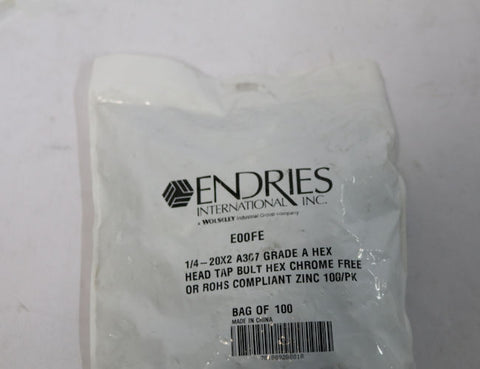 ENDRIES
INTERNATIONAL INC.
A WOLSELEY Industrial Group company
E00FE
1/4-20X2 A307 GRADE A HEX
HEAD TAP BOLT HEX CHROME FREE
OR ROHS COMPLIANT ZINC 100/PK
BAG OF 100
MADE IN CHINA